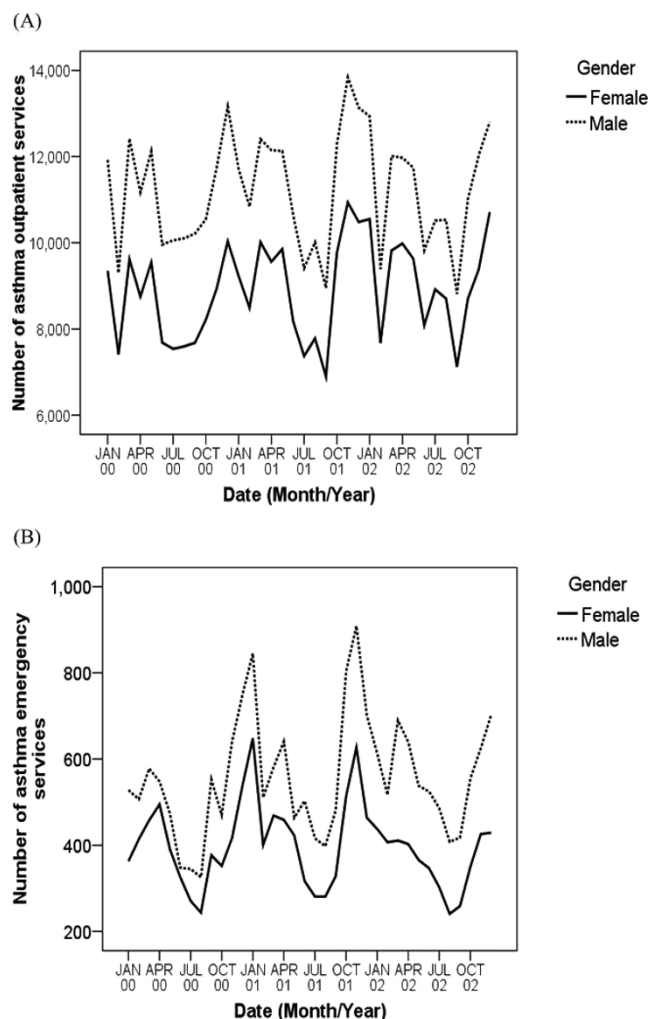 (A)
Number of asthma outpatient services
14,000
12,000
10,000
8,000
6,000
JAN APR JUL OCT JAN APR JUL OCT JAN APR JUL OCT
00 00 00 00 01 01 01 01 02 02 02 02
Date (Month/Year)
Gender
Female
Male
(B)
Number of asthma emergency
services
1,000
800
600
400
200
JAN APR JUL OCT JAN APR JUL OCT JAN APR JUL OCT
00 00 00 00 01 01 01 01 02 02 02 02
Date (Month/Year)
Gender
Female
Male